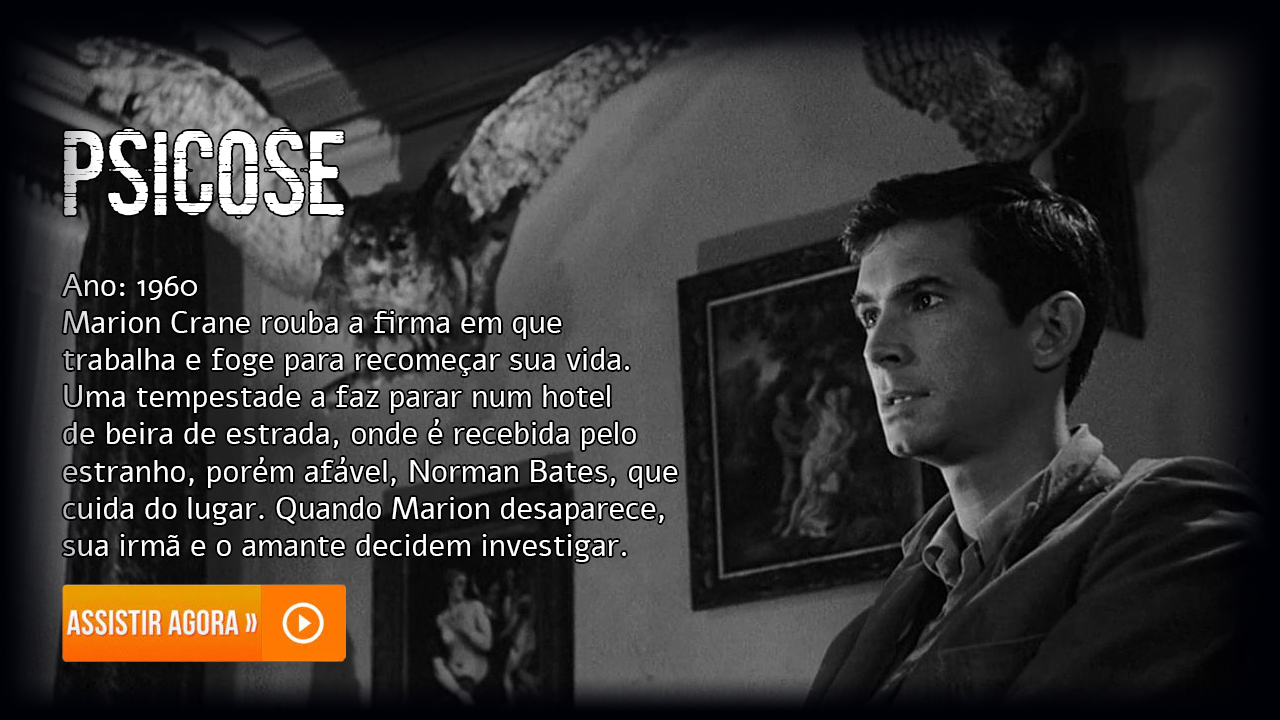 PSICOSE
Ano: 1960
Marion Crane rouba a firma em que
trabalha e foge para recomeçar sua vida.
Uma tempestade a faz parar num hotel
de beira de estrada, onde é recebida pelo
estranho, porém afável, Norman Bates, que
cuida do lugar. Quando Marion desaparece,
sua irmã e o amante decidem investigar.
ASSISTIR AGORA »